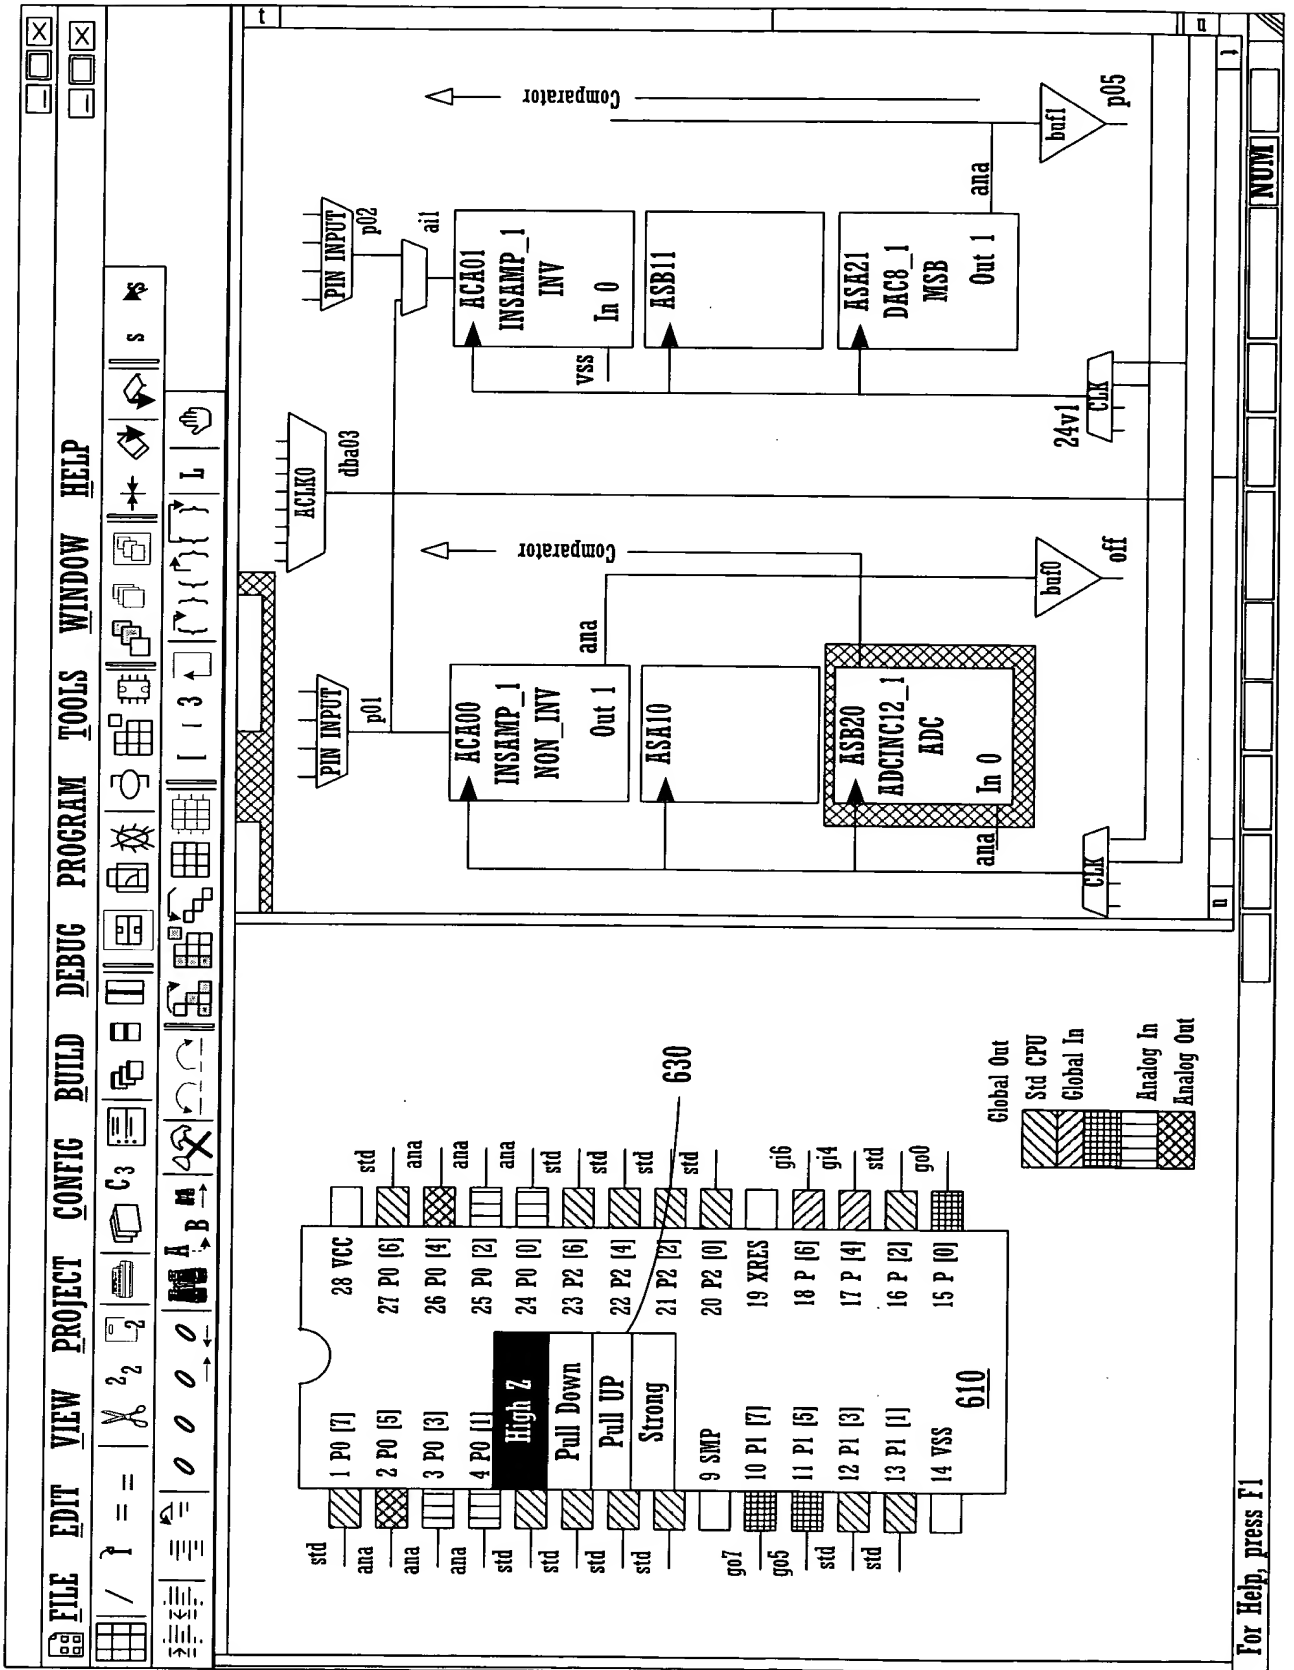 FILE EDIT VIEW PROJECT CONFIG BUILD DEBUG PROGRAM TOOLS WINDOW HELP
C 3
A
B
L
s
s
1 P0 [7]
2 P0 [5]
3 P0 [3]
4 P0 [1]
High Z
Pull Down
Pull UP
Strong
9 SMP
10 P1 [7]
11 P1 [5]
12 P1 [3]
13 P1 [1]
14 VSS
28 VCC
27 P0 [6]
26 P0 [4]
25 P0 [2]
24 P0 [0]
23 P2 [6]
22 P2 [4]
21 P2 [2]
20 P2 [0]
19 XRES
18 P [6]
17 P [4]
16 P [2]
15 P [0]
610
630
std
ana
ana
ana
std
std
std
std
go7
go5
std
std
std
ana
ana
ana
std
std
std
std
gi6
gi4
std
go0
Global Out
Std CPU
Global In
Analog In
Analog Out
PIN INPUT
p01
ACA00
INSAMP_1
NON_INV
Out 1
ana
ASA10
ASB20
ADCINC12_1
ADC
In 0
ana
CLK
Comparator
buf0
off
ACLK0
dba03
PIN INPUT
p02
ai1
ACA01
INSAMP_1
INV
In 0
VSS
ASB11
ASA21
DAC8_1
MSB
Out 1
ana
24v1
CLK
Comparator
buf1
p05
t
n
n
t
For Help, press F1
NUM